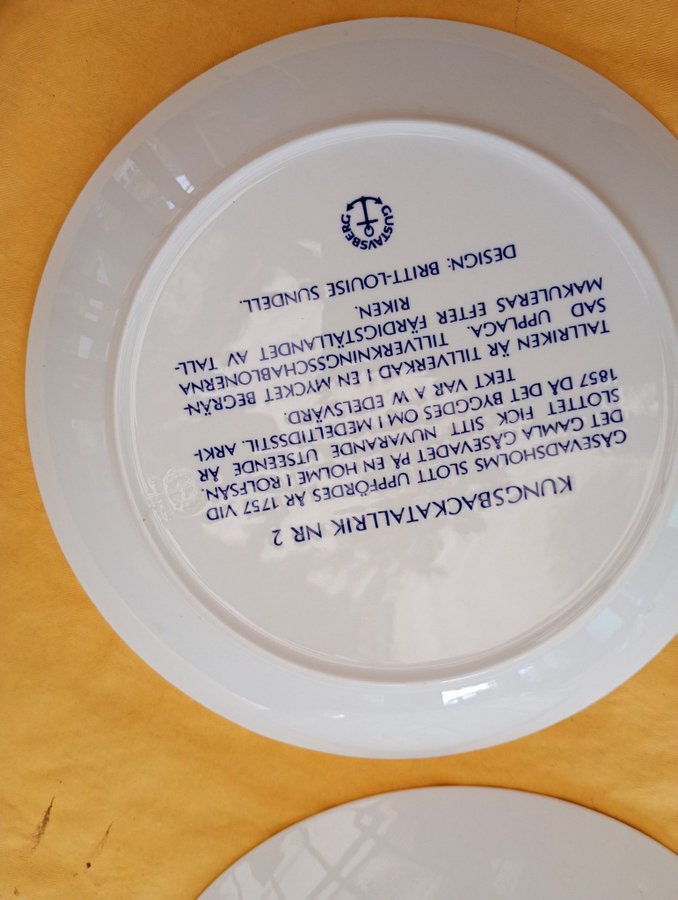 KUNGSBACKATALLRIK NR 2
GÅSEVADSHOLMS SLOTT UPPFÖRDES ÅR 1757 VID
DET GAMLA GÅSEVADET PÅ EN HOLME I ROLFSÅN.
SLOTTET FICK SITT NUVARANDE UTSEENDE ÅR
1857 DÅ DET BYGGDES OM I MEDELTIDSSTIL. ARKI-
TEKT VAR A W EDELSVÄRD.
TALLRIKEN ÄR TILLVERKAD I EN MYCKET BEGRÄN-
SAD UPPLAGA. TILLVERKNINGSSCHABLONERNA
MAKULERAS EFTER FÄRDIGSTÄLLANDET AV TALL-
RIKEN.
DESIGN: BRITT-LOUISE SUNDELL.
GUSTAVSBERG